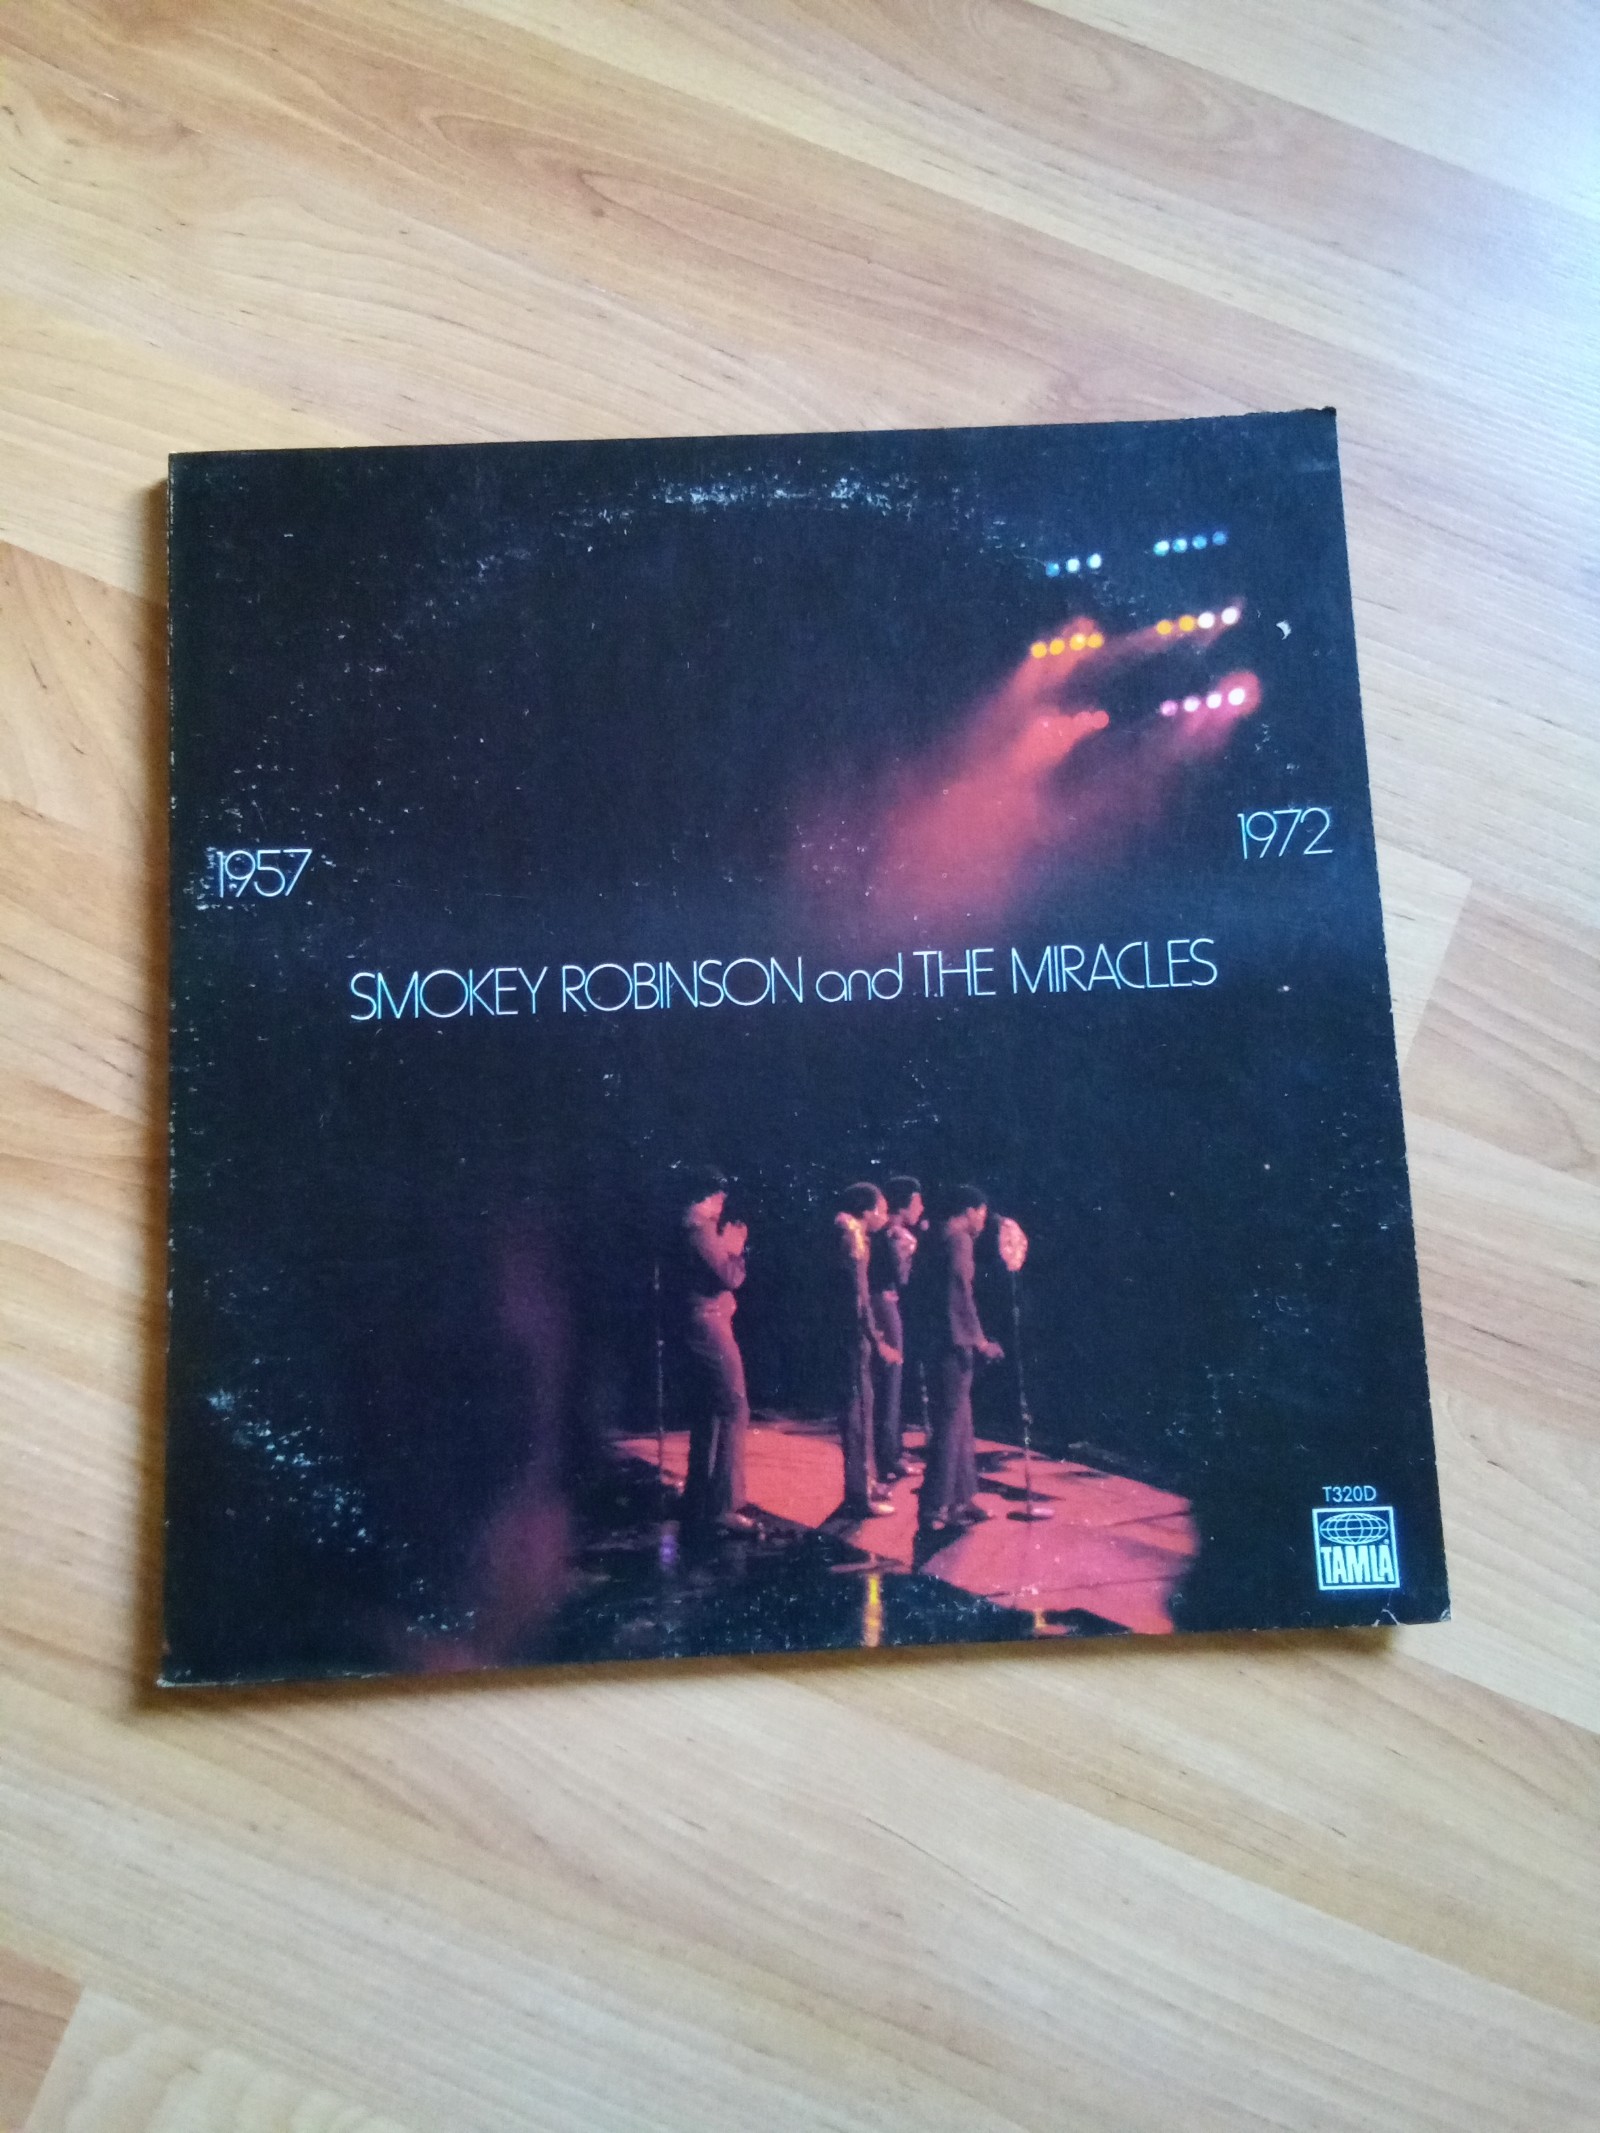 1957
1972
SMOKEY ROBINSON and THE MIRACLES
T320D
TAMLA